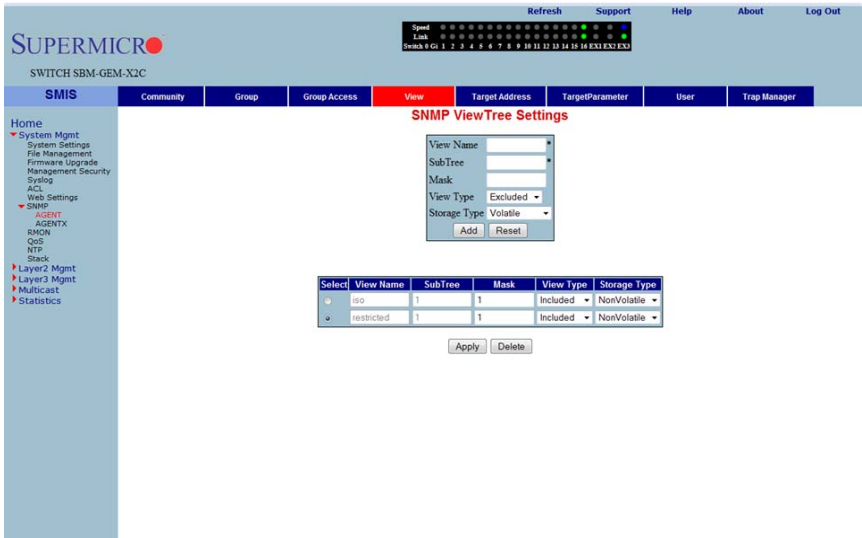 Refresh Support Help About Log Out
Speed
Link
Switch 0 Gi 1 2 3 4 5 6 7 8 9 10 11 12 13 14 15 16 EX1 EX2 EX3
SUPERMICRO
SWITCH SBM-GEM-X2C
SMIS
Community Group Group Access View Target Address TargetParameter User Trap Manager
Home
System Mgmt
System Settings
File Management
Firmware Upgrade
Management Security
Syslog
ACL
Web Settings
SNMP
AGENT
AGENTX
RMON
QoS
NTP
Stack
Layer2 Mgmt
Layer3 Mgmt
Multicast
Statistics
SNMP ViewTree Settings
View Name *
SubTree *
Mask
View Type Excluded
Storage Type Volatile
Add Reset
Select View Name SubTree Mask View Type Storage Type
iso 1 1 Included NonVolatile
restricted 1 1 Included NonVolatile
Apply Delete